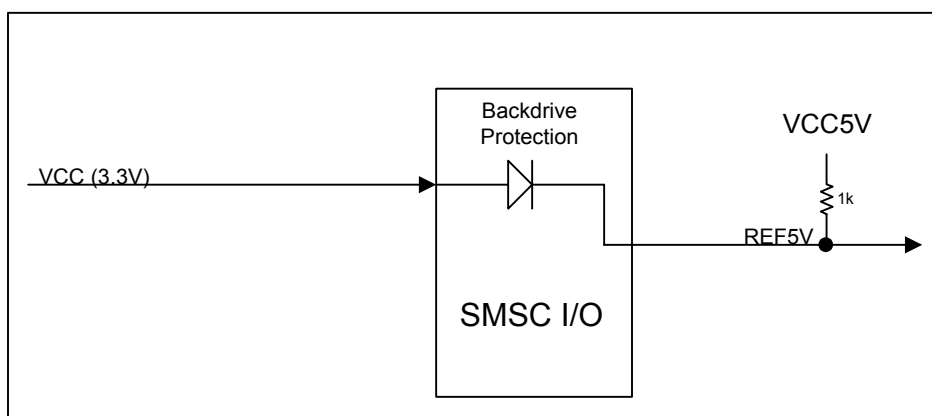 Backdrive
Protection
VCC5V
VCC (3.3V)
1k
REF5V
SMSC I/O